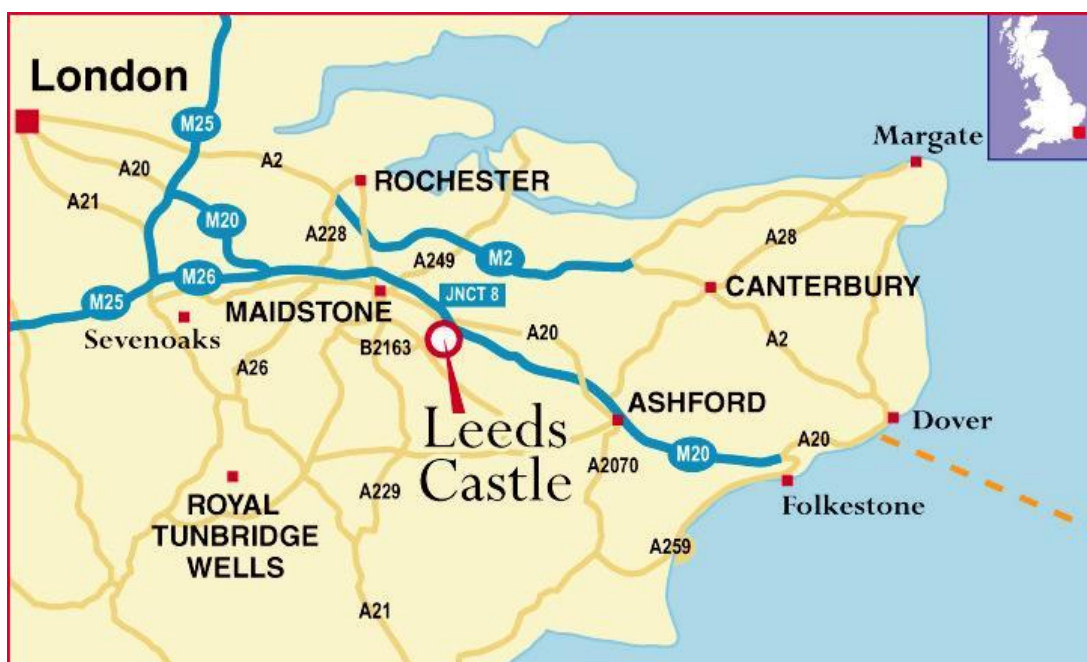 London
M25
A2
A20
A21
ROCHESTER
Margate
M20
A228
A249
M2
A28
M26
M25
JNCT 8
CANTERBURY
MAIDSTONE
Sevenoaks
B2163
A20
A2
A26
Leeds
Castle
ASHFORD
Dover
A20
M20
A2070
A229
Folkestone
ROYAL
TUNBRIDGE
WELLS
A259
A21